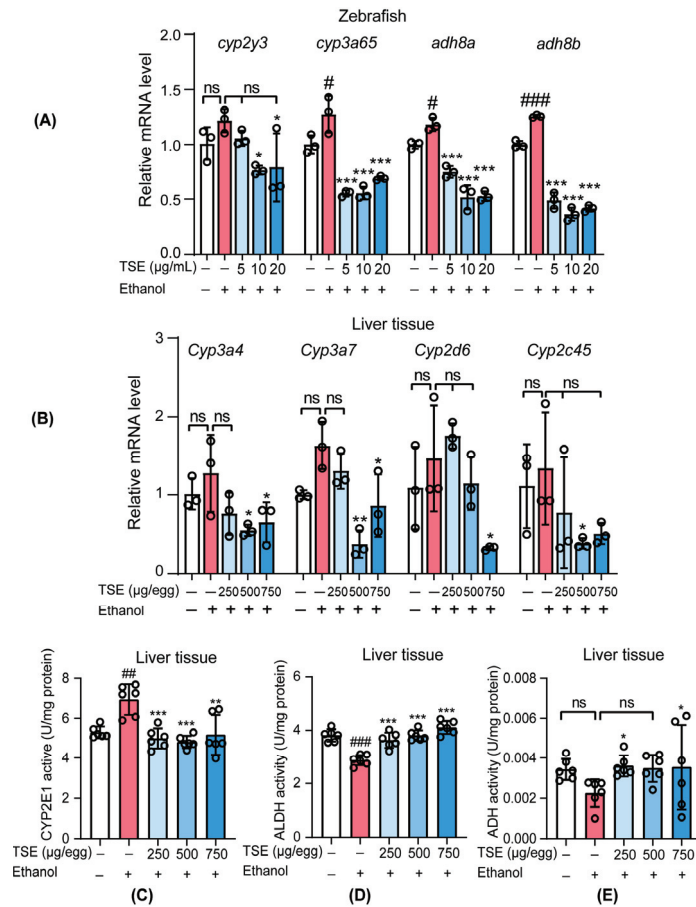 Zebrafish
cyp2y3 cyp3a65 adh8a adh8b
(A)
Relative mRNA level
2.0
1.5
1.0
0.5
0.0
ns ns * * # *** *** *** # *** *** *** ### *** *** ***
TSE (µg/mL) – – 5 10 20 – – 5 10 20 – – 5 10 20 – – 5 10 20
Ethanol – + + + + – + + + + – + + + + – + + + +
Liver tissue
Cyp3a4 Cyp3a7 Cyp2d6 Cyp2c45
(B)
Relative mRNA level
3
2
1
0
ns ns * * ns ns ** * ns ns * ns ns *
TSE (µg/egg) – – 250 500 750 – – 250 500 750 – – 250 500 750 – – 250 500 750
Ethanol – + + + + – + + + + – + + + + – + + + +
Liver tissue
CYP2E1 active (U/mg protein)
8
6
4
2
0
## *** *** **
TSE (µg/egg) – – 250 500 750
Ethanol – + + + +
(C)
Liver tissue
ALDH activity (U/mg protein)
6
4
2
0
### *** *** ***
TSE (µg/egg) – – 250 500 750
Ethanol – + + + +
(D)
Liver tissue
ADH activity (U/mg protein)
0.008
0.006
0.004
0.002
0.000
ns ns * *
TSE (µg/egg) – – 250 500 750
Ethanol – + + + +
(E)